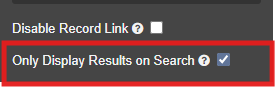 Disable Record Link ?
Only Display Results on Search ?